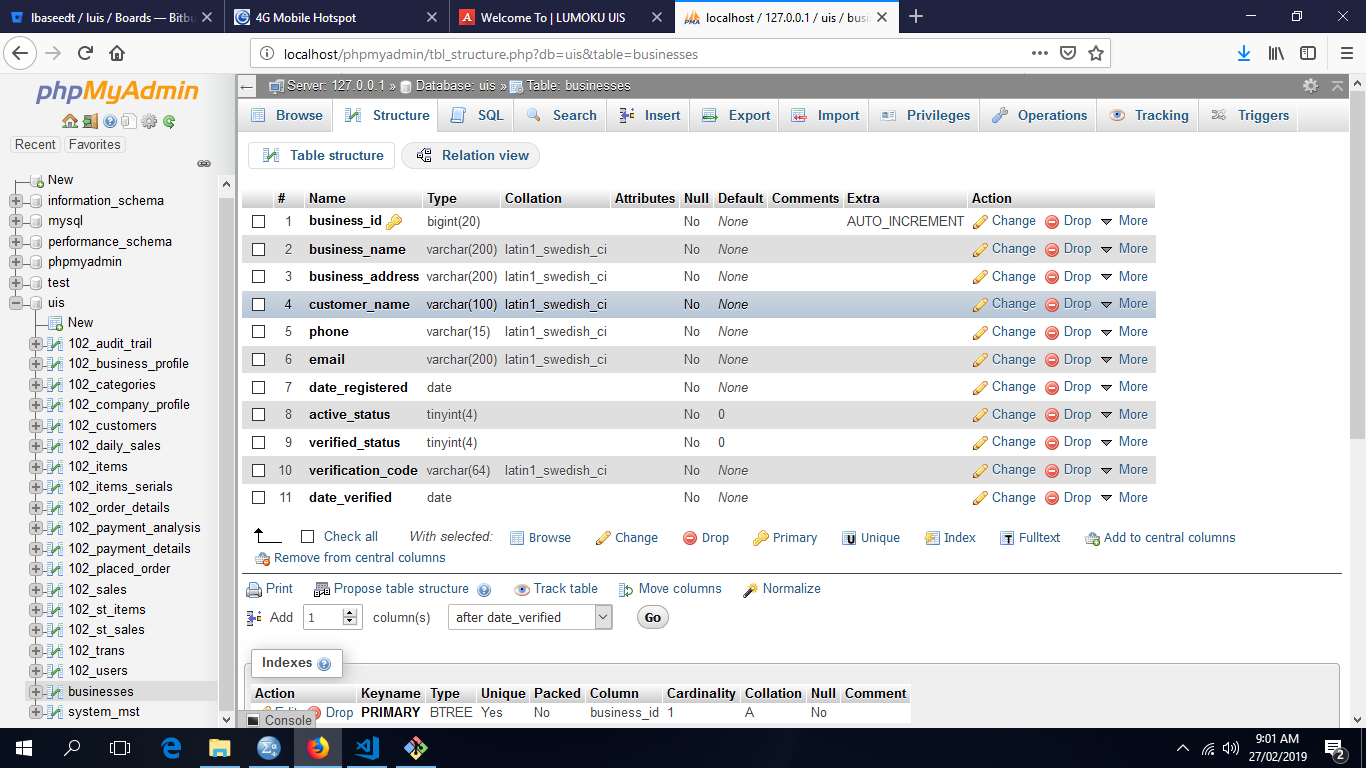 lbaseedt / luis / Boards — Bitbu
4G Mobile Hotspot
Welcome To | LUMOKU UIS
localhost / 127.0.0.1 / uis / busi
localhost/phpmyadmin/tbl_structure.php?db=uis&table=businesses
phpMyAdmin
Recent Favorites
New
information_schema
mysql
performance_schema
phpmyadmin
test
uis
New
102_audit_trail
102_business_profile
102_categories
102_company_profile
102_customers
102_daily_sales
102_items
102_items_serials
102_order_details
102_payment_analysis
102_payment_details
102_placed_order
102_sales
102_st_items
102_st_sales
102_trans
102_users
businesses
system_mst
Server: 127.0.0.1 » Database: uis » Table: businesses
Browse Structure SQL Search Insert Export Import Privileges Operations Tracking Triggers
Table structure Relation view
# Name Type Collation Attributes Null Default Comments Extra Action
1 business_id bigint(20) No None AUTO_INCREMENT Change Drop More
2 business_name varchar(200) latin1_swedish_ci No None Change Drop More
3 business_address varchar(200) latin1_swedish_ci No None Change Drop More
4 customer_name varchar(100) latin1_swedish_ci No None Change Drop More
5 phone varchar(15) latin1_swedish_ci No None Change Drop More
6 email varchar(200) latin1_swedish_ci No None Change Drop More
7 date_registered date No None Change Drop More
8 active_status tinyint(4) No 0 Change Drop More
9 verified_status tinyint(4) No 0 Change Drop More
10 verification_code varchar(64) latin1_swedish_ci No None Change Drop More
11 date_verified date No None Change Drop More
Check all With selected: Browse Change Drop Primary Unique Index Fulltext Add to central columns
Remove from central columns
Print Propose table structure Track table Move columns Normalize
Add 1 column(s) after date_verified Go
Indexes
Action Keyname Type Unique Packed Column Cardinality Collation Null Comment
Edit Drop PRIMARY BTREE Yes No business_id 1 A No
Console
9:01 AM
27/02/2019
2